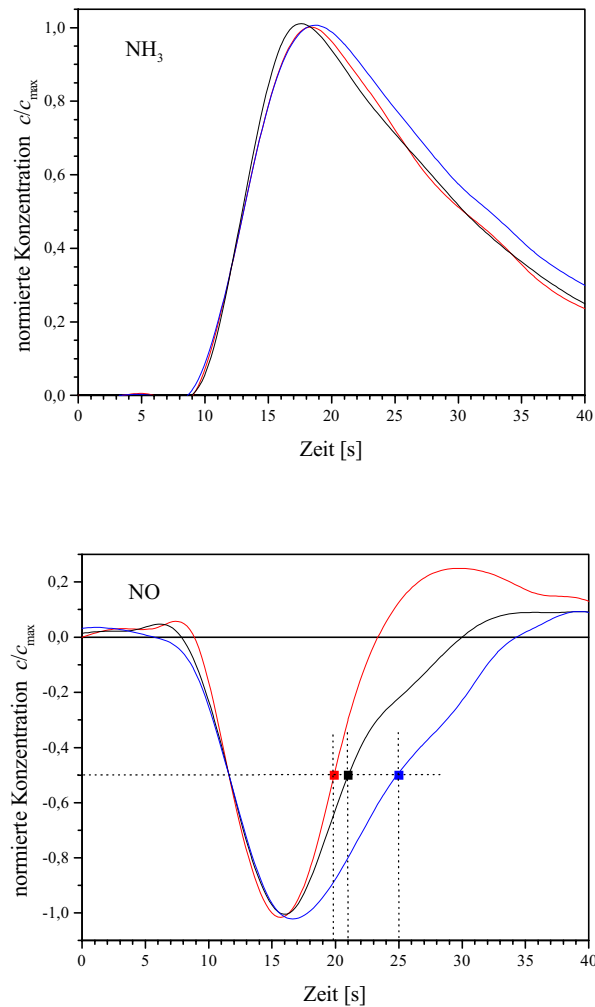 NH₃
normierte Konzentration c/cₘₐₓ
1,0
0,8
0,6
0,4
0,2
0,0
0 5 10 15 20 25 30 35 40
Zeit [s]
NO
normierte Konzentration c/cₘₐₓ
0,2
0,0
-0,2
-0,4
-0,6
-0,8
-1,0
0 5 10 15 20 25 30 35 40
Zeit [s]